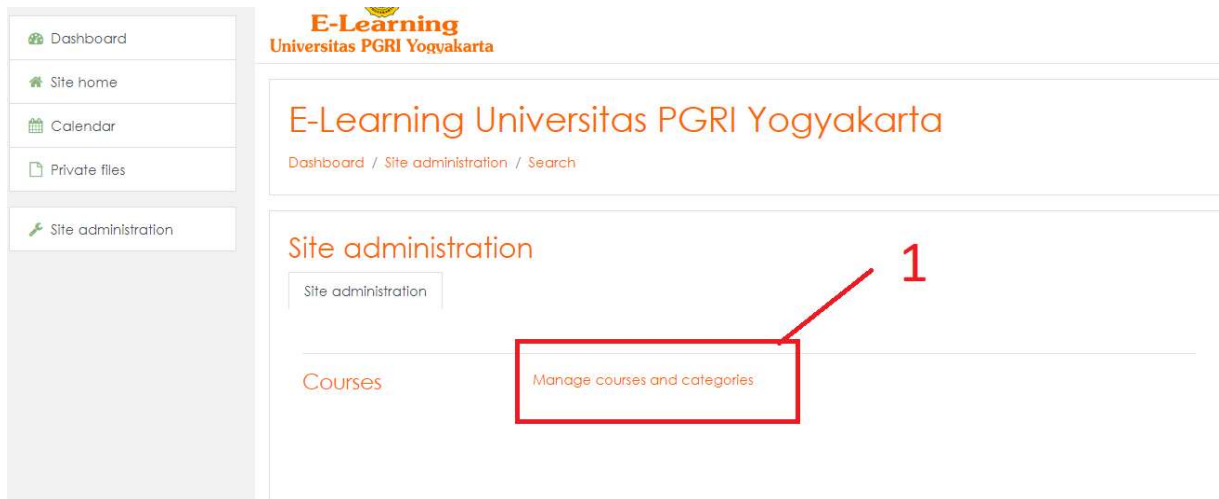 Dashboard
Site home
Calendar
Private files
Site administration
E-Learning
Universitas PGRI Yogyakarta
E-Learning Universitas PGRI Yogyakarta
Dashboard / Site administration / Search
Site administration
1
Site administration
Courses
Manage courses and categories